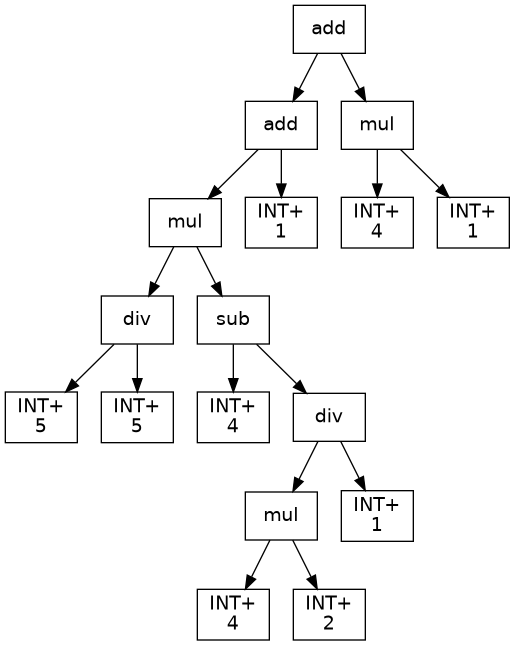 add
add
mul
mul
INT+
1
INT+
4
INT+
1
div
sub
INT+
5
INT+
5
INT+
4
div
mul
INT+
1
INT+
4
INT+
2